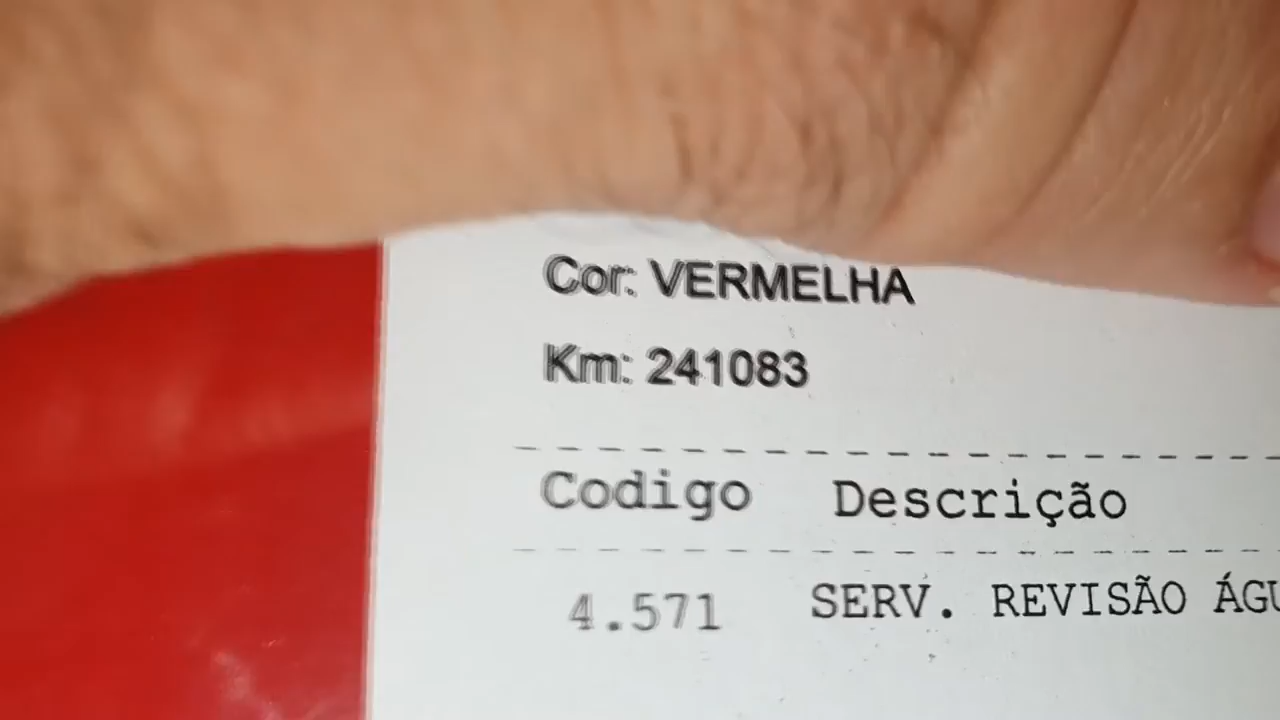 Cor: VERMELHA
Km: 241083
Codigo Descrição
4.571 SERV. REVISÃO